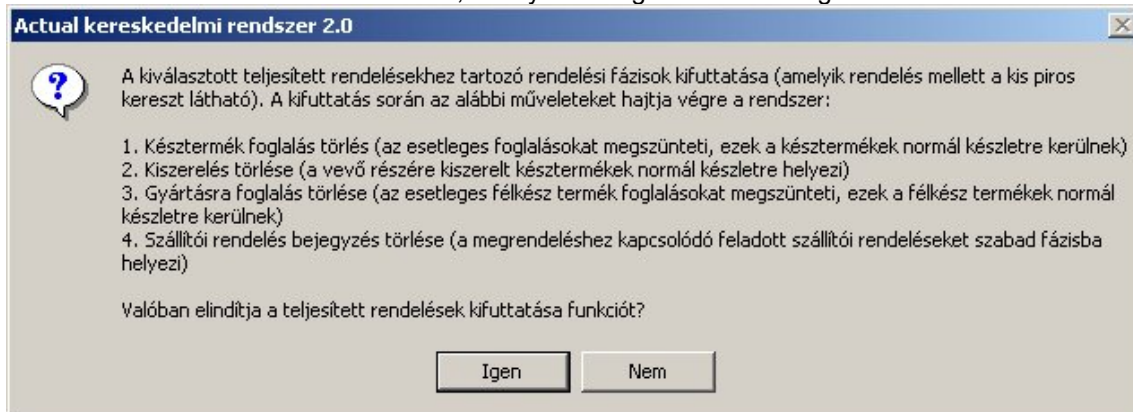 Actual kereskedelmi rendszer 2.0
A kiválasztott teljesített rendelésekhez tartozó rendelési fázisok kifuttatása (amelyik rendelés mellett a kis piros
kereszt látható). A kifuttatás során az alábbi műveleteket hajtja végre a rendszer:
1. Késztermék foglalás törlés (az esetleges foglalásokat megszünteti, ezek a késztermékek normál készletre kerülnek)
2. Kiszerelés törlése (a vevő részére kiszerelt késztermékek normál készletre helyezi)
3. Gyártásra foglalás törlése (az esetleges félkész termék foglalásokat megszünteti, ezek a félkész termékek normál
készletre kerülnek)
4. Szállítói rendelés bejegyzés törlése (a megrendeléshez kapcsolódó feladott szállítói rendeléseket szabad fázisba
helyezi)
Valóban elindítja a teljesített rendelések kifuttatása funkciót?
Igen
Nem